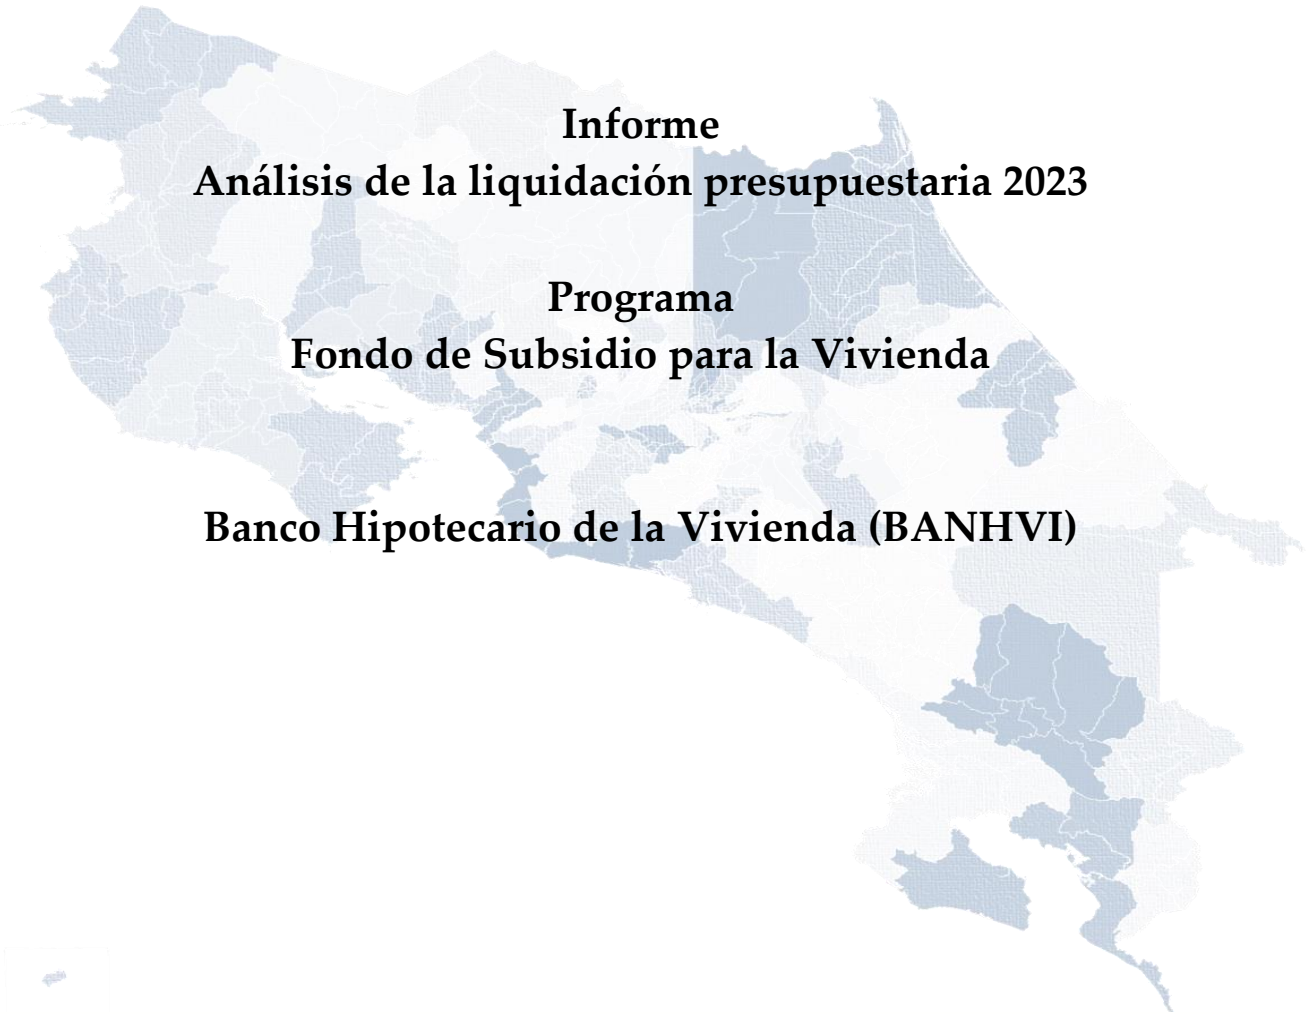 Informe
Análisis de la liquidación presupuestaria 2023
Programa
Fondo de Subsidio para la Vivienda
Banco Hipotecario de la Vivienda (BANHVI)